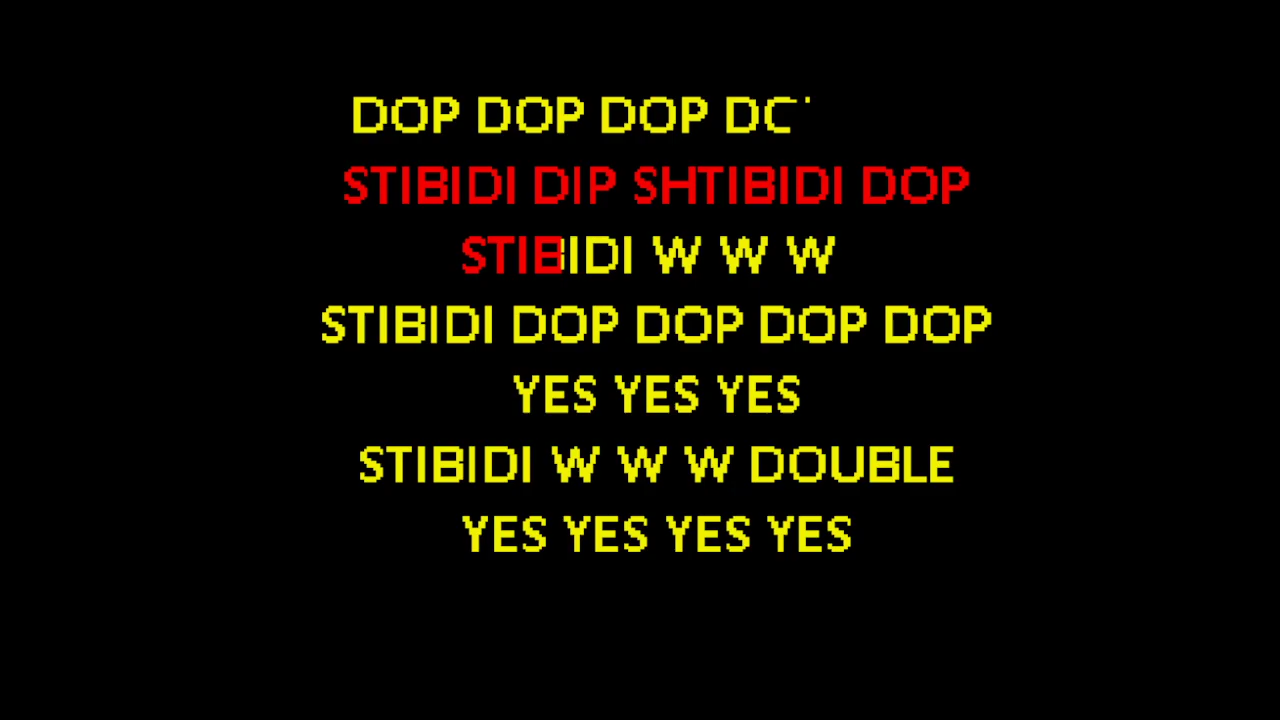 DOP DOP DOP
STIBIDI DIP SHTIBIDI DOP
STIBIDI W W W
STIBIDI DOP DOP DOP DOP
YES YES YES
STIBIDI W W W DOUBLE
YES YES YES YES